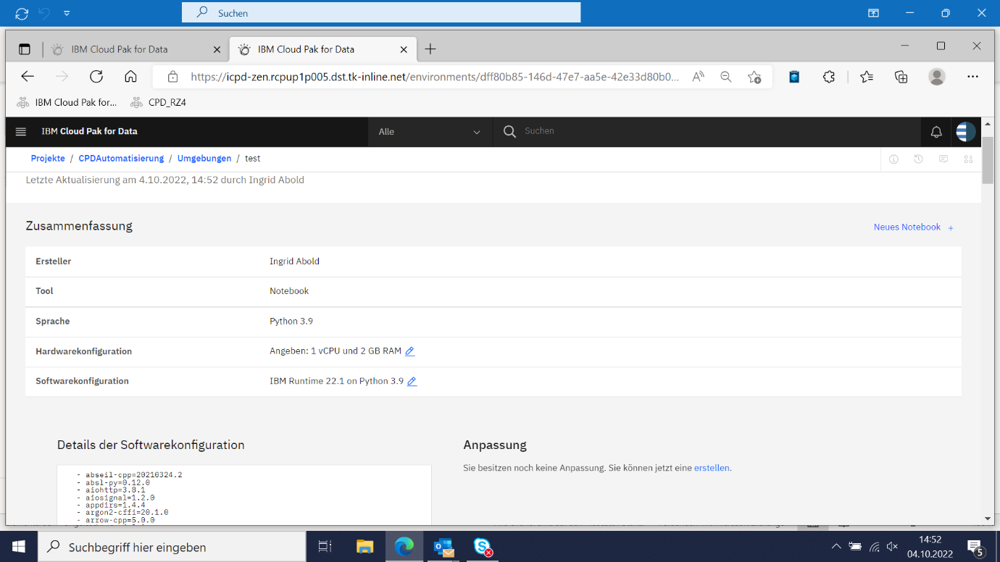 Suchen
IBM Cloud Pak for Data
IBM Cloud Pak for Data
https://icpd-zen.rcpup1p005.dst.tk-inline.net/environments/dff80b85-146d-47e7-aa5e-42e33d80b0...
IBM Cloud Pak for...
CPD_RZ4
IBM Cloud Pak for Data
Alle
Suchen
Projekte / CPDAutomatisierung / Umgebungen / test
Letzte Aktualisierung am 4.10.2022, 14:52 durch Ingrid Abold
Zusammenfassung
Neues Notebook +
Ersteller Ingrid Abold
Tool Notebook
Sprache Python 3.9
Hardwarekonfiguration Angeben: 1 vCPU und 2 GB RAM
Softwarekonfiguration IBM Runtime 22.1 on Python 3.9
Details der Softwarekonfiguration
- abseil-cpp=20210324.2
- absl-py=0.12.0
- aiohttp=3.8.1
- aiosignal=1.2.0
- appdirs=1.4.4
- argon2-cffi=20.1.0
- arrow-cpp=5.0.0
Anpassung
Sie besitzen noch keine Anpassung. Sie können jetzt eine erstellen.
Suchbegriff hier eingeben
14:52
04.10.2022
5